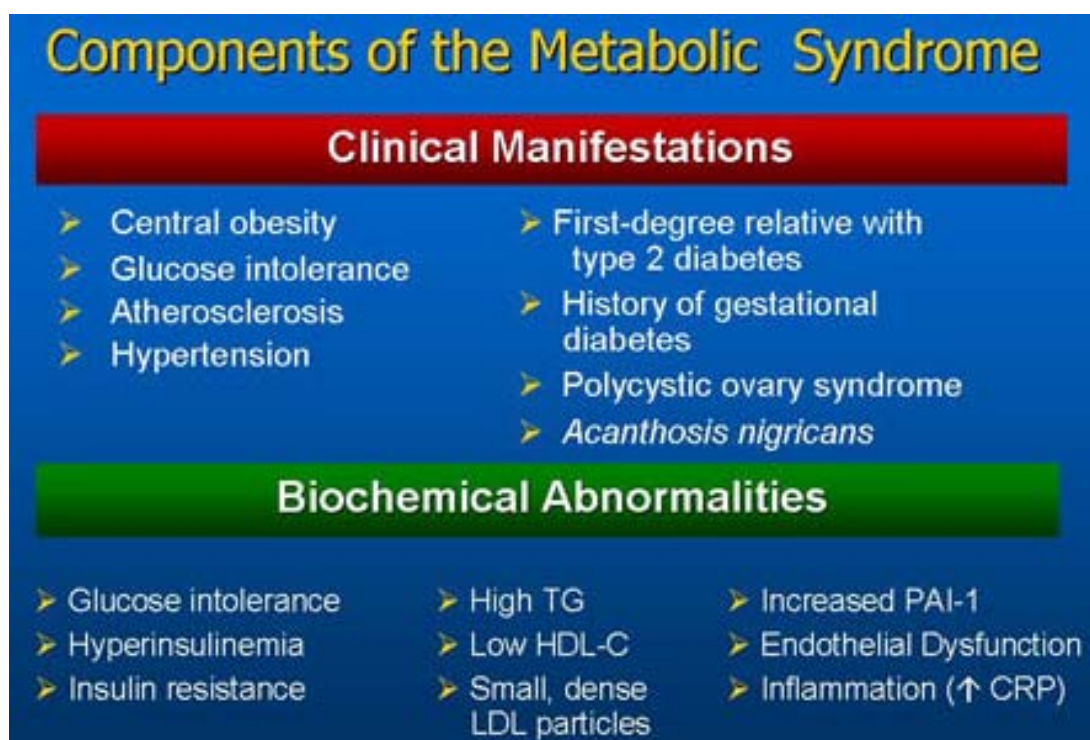 Components of the Metabolic Syndrome
Clinical Manifestations
Central obesity
Glucose intolerance
Atherosclerosis
Hypertension
First-degree relative with
type 2 diabetes
History of gestational
diabetes
Polycystic ovary syndrome
Acanthosis nigricans
Biochemical Abnormalities
Glucose intolerance
Hyperinsulinemia
Insulin resistance
High TG
Low HDL-C
Small, dense
LDL particles
Increased PAI-1
Endothelial Dysfunction
Inflammation (↑ CRP)